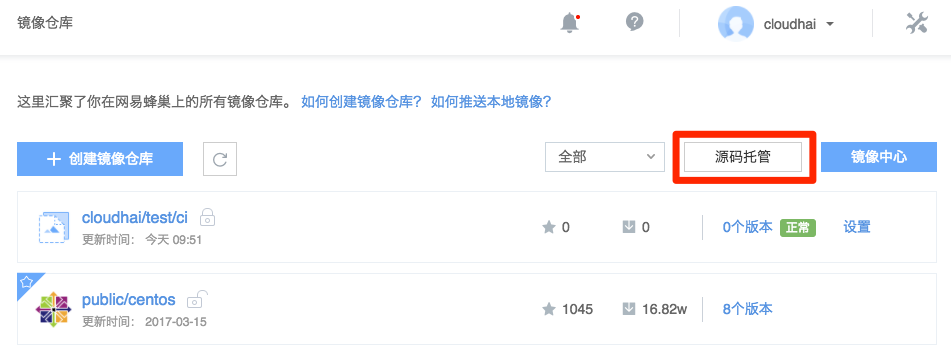 镜像仓库
cloudhai
这里汇聚了你在网易蜂巢上的所有镜像仓库。 如何创建镜像仓库? 如何推送本地镜像?
创建镜像仓库 全部 源码托管 镜像中心
cloudhai/test/ci
更新时间: 今天 09:51
0 0 0个版本 正常 设置
public/centos
更新时间: 2017-03-15
1045 16.82w 8个版本